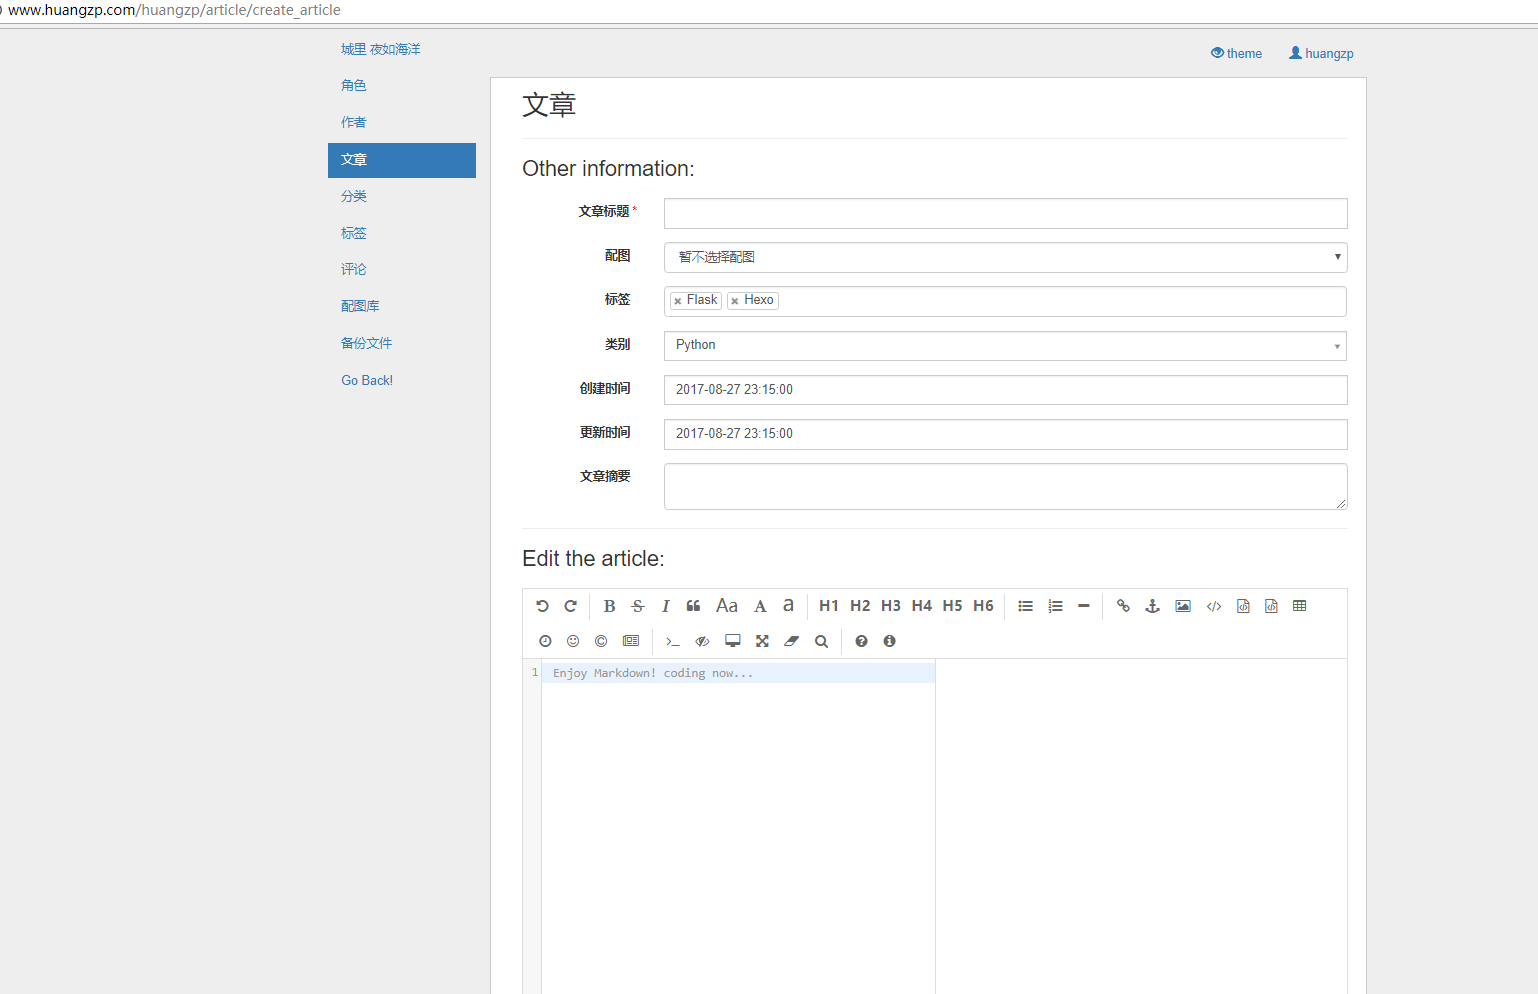 www.huangzp.com/huangzp/article/create_article
城里 夜如海洋
theme
huangzp
角色
作者
文章
分类
标签
评论
配图库
备份文件
Go Back!
文章
Other information:
文章标题*
配图
暂不选择配图
标签
× Flask × Hexo
类别
Python
创建时间
2017-08-27 23:15:00
更新时间
2017-08-27 23:15:00
文章摘要
Edit the article:
B S I Aa A a H1 H2 H3 H4 H5 H6
1 Enjoy Markdown! coding now...